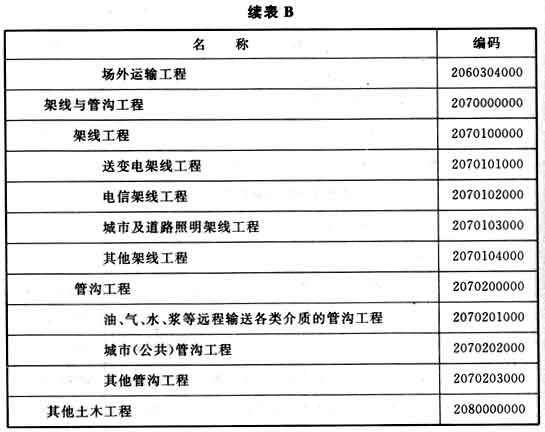 续表 B
名 称 编码
场外运输工程 2060304000
架线与管沟工程 2070000000
架线工程 2070100000
送变电架线工程 2070101000
电信架线工程 2070102000
城市及道路照明架线工程 2070103000
其他架线工程 2070104000
管沟工程 2070200000
油、气、水、浆等远程输送各类介质的管沟工程 2070201000
城市(公共)管沟工程 2070202000
其他管沟工程 2070203000
其他土木工程 2080000000